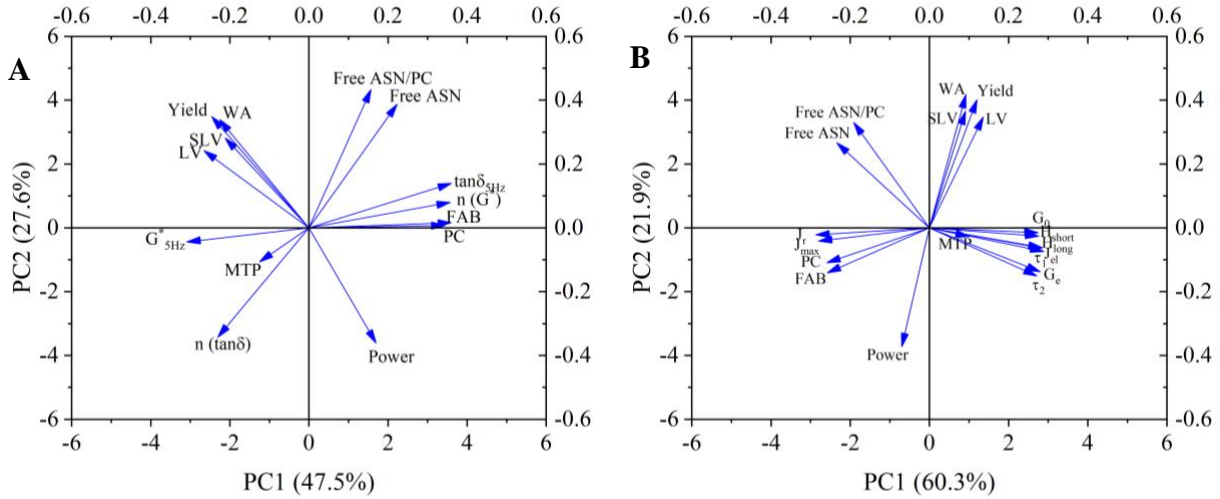 -0.6 -0.4 -0.2 0.0 0.2 0.4 0.6
-0.6 -0.4 -0.2 0.0 0.2 0.4 0.6
A
6
4
2
0
-2
-4
-6
PC2 (27.6%)
Free ASN/PC
Free ASN
Yield WA
SLV
LV
tanδ5Hz
n (G*)
FAB
PC
G*5Hz
MTP
n (tanδ)
Power
0.6
0.4
0.2
0.0
-0.2
-0.4
-0.6
-6 -4 -2 0 2 4 6
PC1 (47.5%)
B
6
4
2
0
-2
-4
-6
PC2 (21.9%)
WA Yield
SLV LV
Free ASN/PC
Free ASN
G0
Hshort
Hlong
Jel
τ1
Ge
τ2
Jr
Jmax
PC
FAB
MTP
Power
0.6
0.4
0.2
0.0
-0.2
-0.4
-0.6
-6 -4 -2 0 2 4 6
PC1 (60.3%)